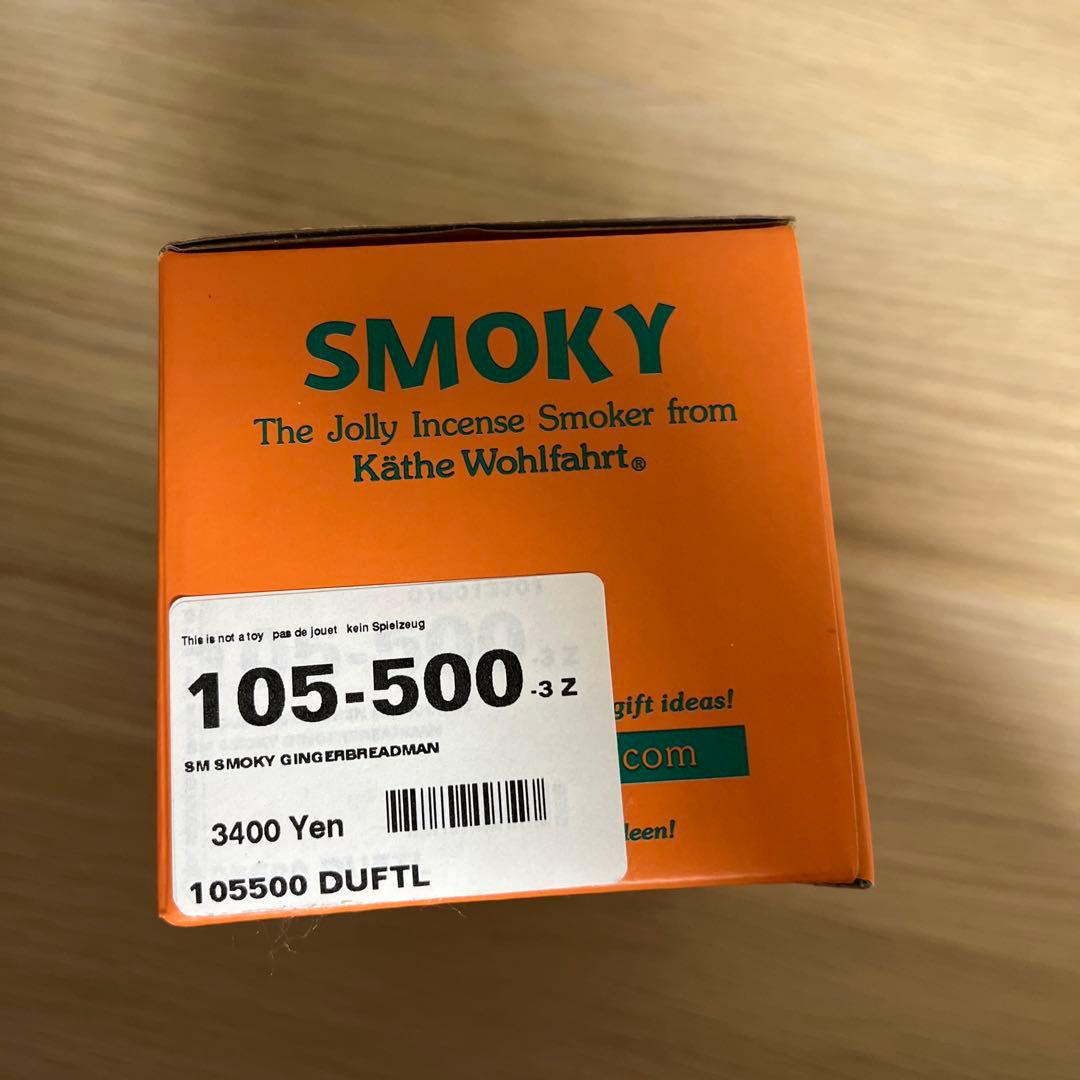 SMOKY
The Jolly Incense Smoker from
Käthe Wohlfahrt®
This is not a toy pas de jouet kein Spielzeug
105-500 -3 Z
SM SMOKY GINGERBREADMAN
3400 Yen
105500 DUFTL
gift ideas!
com